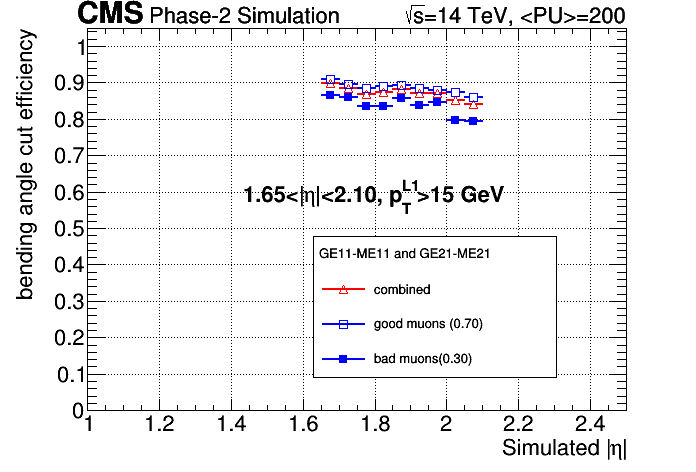 CMS Phase-2 Simulation √s=14 TeV, <PU>=200
bending angle cut efficiency
1
0.9
0.8
0.7
0.6
0.5
0.4
0.3
0.2
0.1
0
1.65<|η|<2.10, p_T^L1>15 GeV
GE11-ME11 and GE21-ME21
combined
good muons (0.70)
bad muons(0.30)
1 1.2 1.4 1.6 1.8 2 2.2 2.4
Simulated |η|